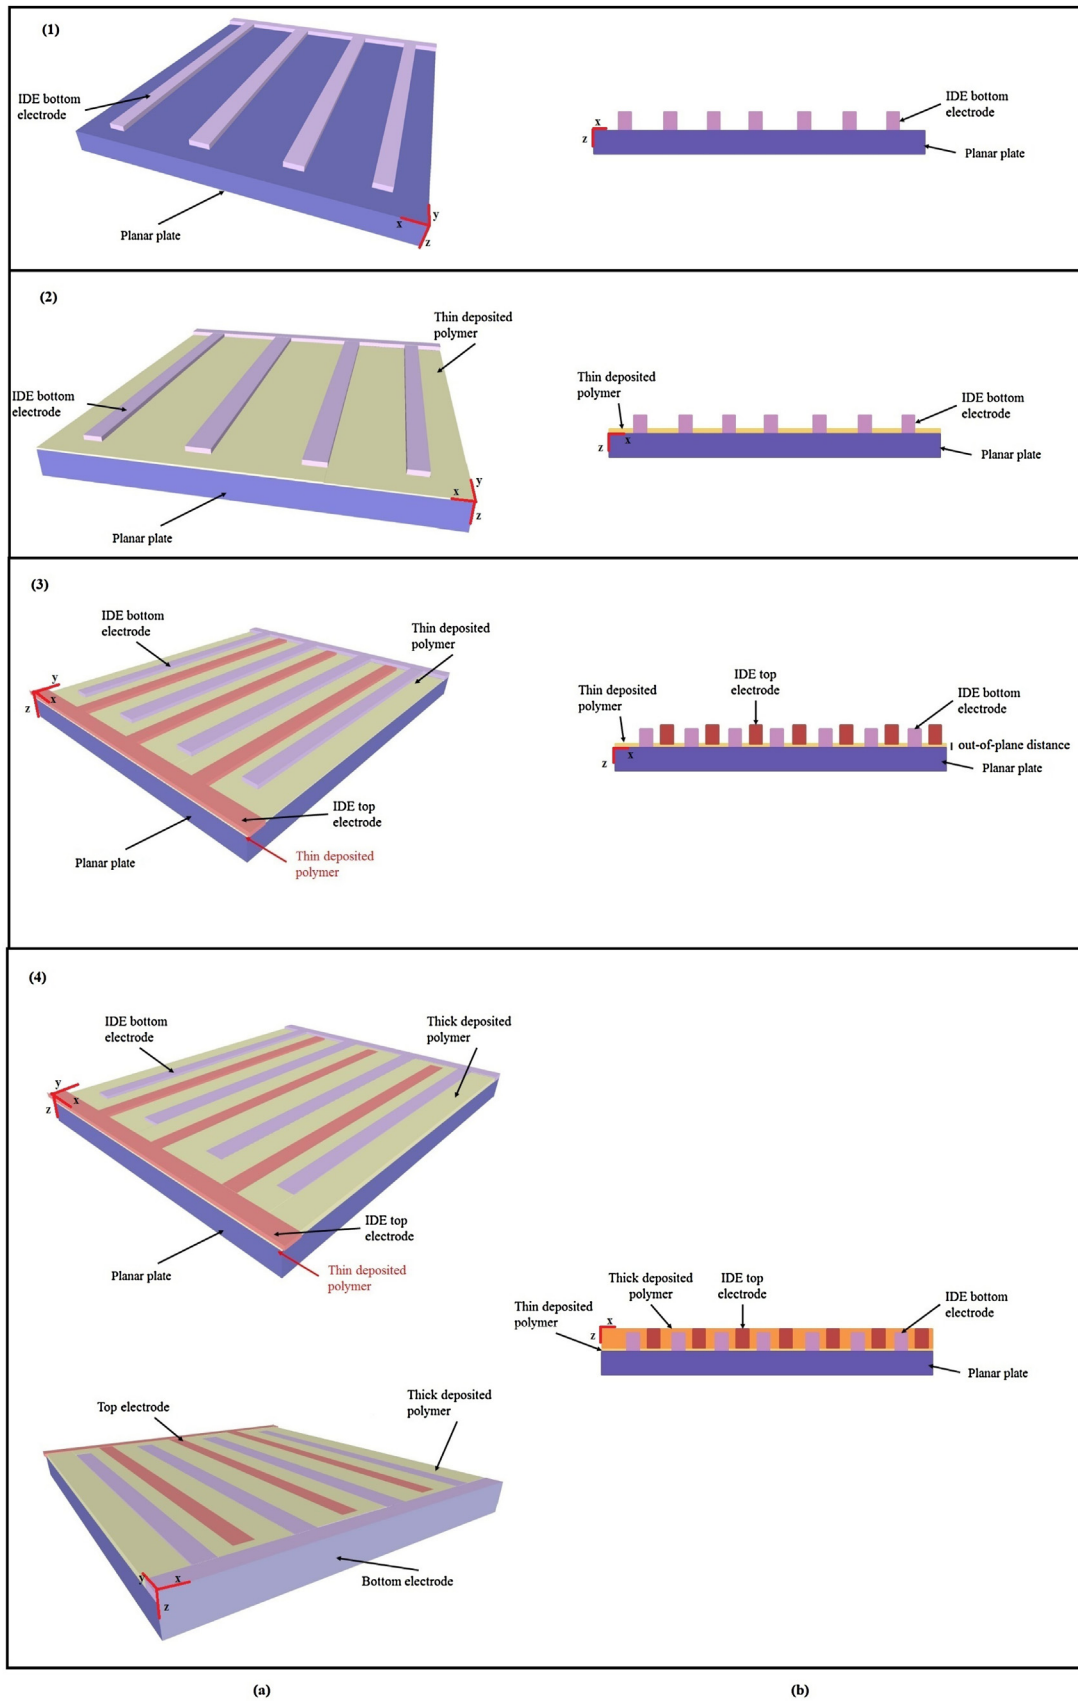 (1)
IDE bottom
electrode
Planar plate
x
y
z
x
z
IDE bottom
electrode
Planar plate
(2)
Thin deposited
polymer
IDE bottom
electrode
Planar plate
x
y
z
Thin deposited
polymer
IDE bottom
electrode
x
z
Planar plate
(3)
IDE bottom
electrode
Thin deposited
polymer
y
x
z
IDE top
electrode
Planar plate
Thin deposited
polymer
IDE top
electrode
Thin deposited
polymer
IDE bottom
electrode
out-of-plane distance
x
z
Planar plate
(4)
IDE bottom
electrode
Thick deposited
polymer
y
x
z
IDE top
electrode
Planar plate
Thin deposited
polymer
Thick deposited
polymer
IDE top
electrode
Thin deposited
polymer
IDE bottom
electrode
x
z
Planar plate
Top electrode
Thick deposited
polymer
y
x
z
Bottom electrode
(a)
(b)